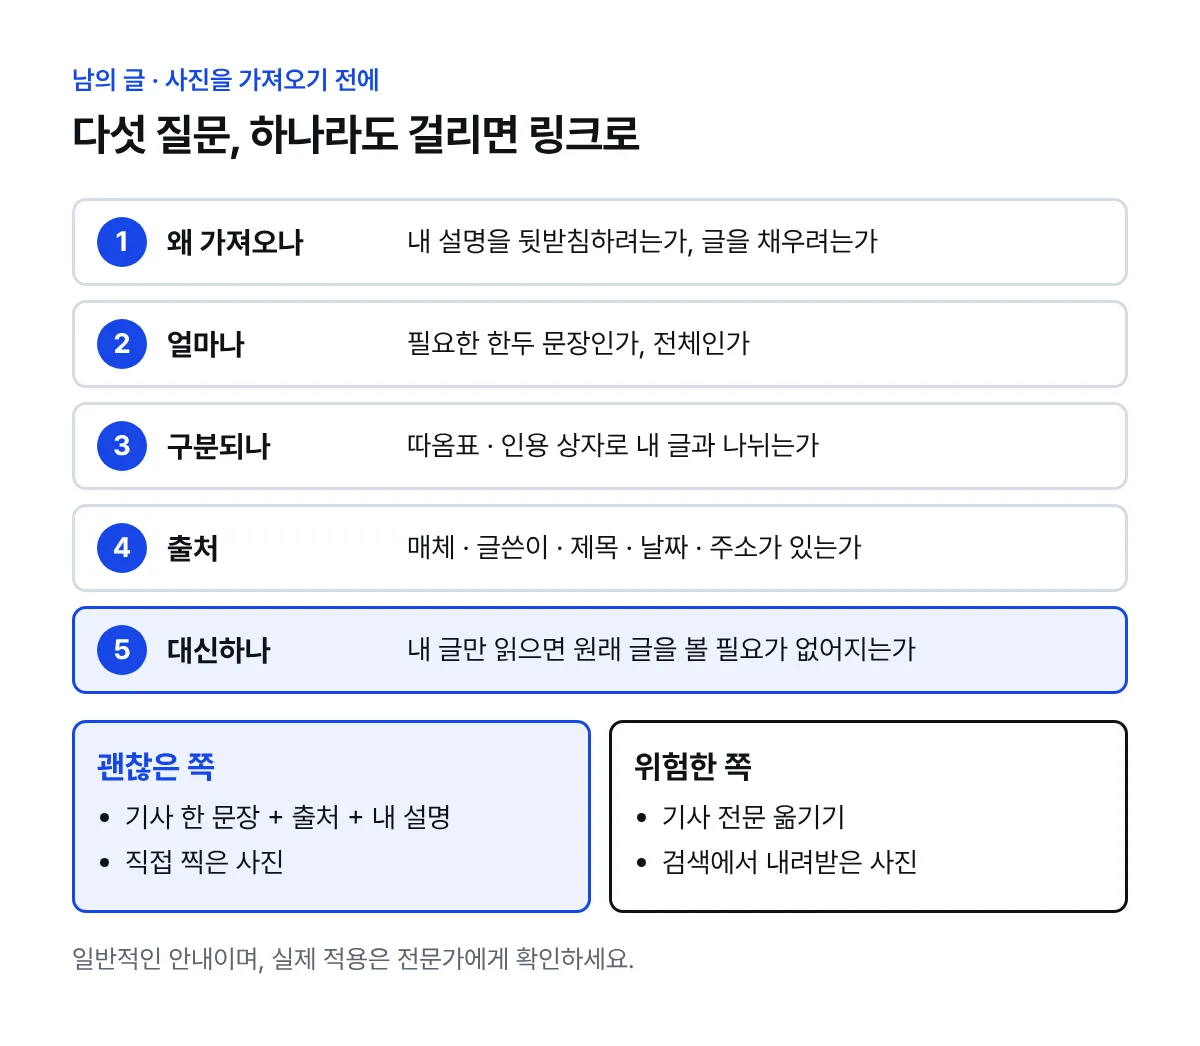 남의 글 · 사진을 가져오기 전에
다섯 질문, 하나라도 걸리면 링크로
1 왜 가져오나 내 설명을 뒷받침하려는가, 글을 채우려는가
2 얼마나 필요한 한두 문장인가, 전체인가
3 구분되나 따옴표 · 인용 상자로 내 글과 나뉘는가
4 출처 매체 · 글쓴이 · 제목 · 날짜 · 주소가 있는가
5 대신하나 내 글만 읽으면 원래 글을 볼 필요가 없어지는가
괜찮은 쪽
• 기사 한 문장 + 출처 + 내 설명
• 직접 찍은 사진
위험한 쪽
• 기사 전문 옮기기
• 검색에서 내려받은 사진
일반적인 안내이며, 실제 적용은 전문가에게 확인하세요.